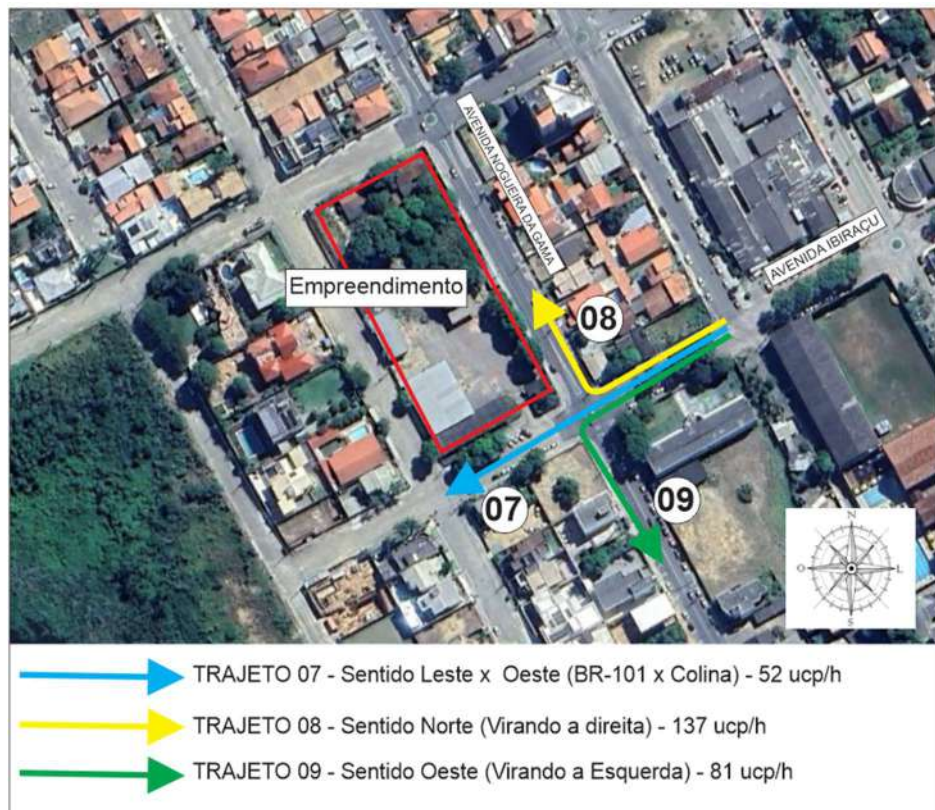 AVENIDA NOGUEIRA DA GAMA
AVENIDA IBIRAÇU
Empreendimento
08
07
09
N
O
L
S
TRAJETO 07 - Sentido Leste x Oeste (BR-101 x Colina) - 52 ucp/h
TRAJETO 08 - Sentido Norte (Virando a direita) - 137 ucp/h
TRAJETO 09 - Sentido Oeste (Virando a Esquerda) - 81 ucp/h